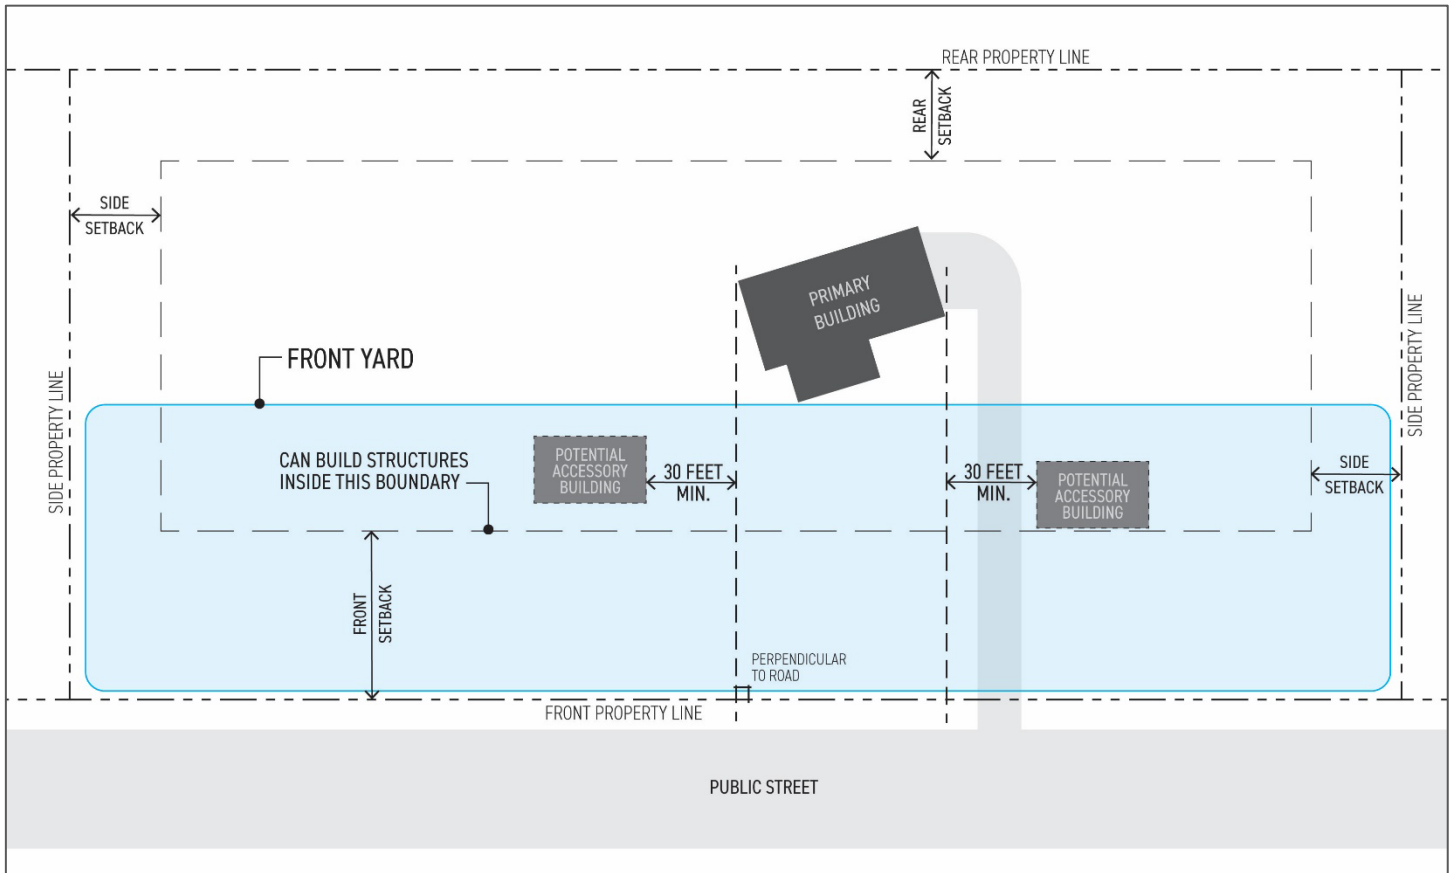 REAR PROPERTY LINE
REAR
SETBACK
SIDE
SETBACK
PRIMARY
BUILDING
SIDE PROPERTY LINE
SIDE PROPERTY LINE
FRONT YARD
CAN BUILD STRUCTURES
INSIDE THIS BOUNDARY
POTENTIAL
ACCESSORY
BUILDING
30 FEET
MIN.
30 FEET
MIN.
POTENTIAL
ACCESSORY
BUILDING
SIDE
SETBACK
FRONT
SETBACK
PERPENDICULAR
TO ROAD
FRONT PROPERTY LINE
PUBLIC STREET